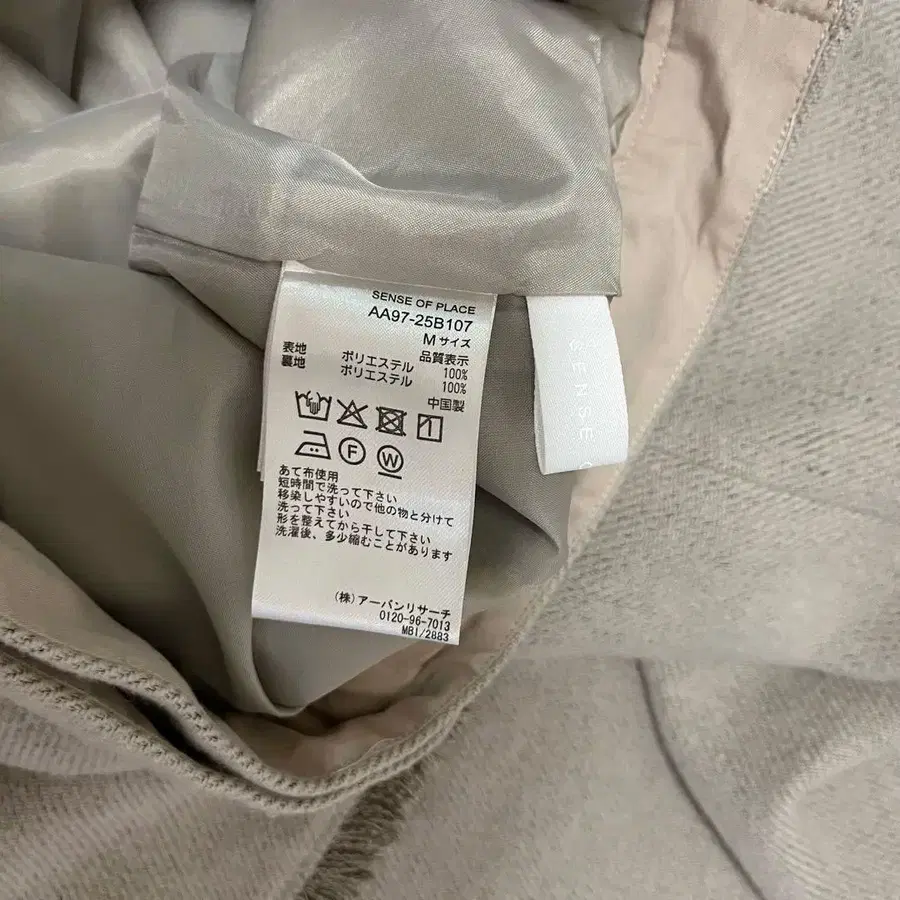 SENSE OF PLACE
AA97-25B107
M サイズ
品質表示
表地 ポリエステル 100%
裏地 ポリエステル 100%
中国製
F W
あて布使用
短時間で洗って下さい
移染しやすいので他の物と分けて
洗って下さい
形を整えてから干して下さい
洗濯後、多少縮むことがあります
(株) アーバンリサーチ
0120-96-7013
MBI/2883
SENSE O